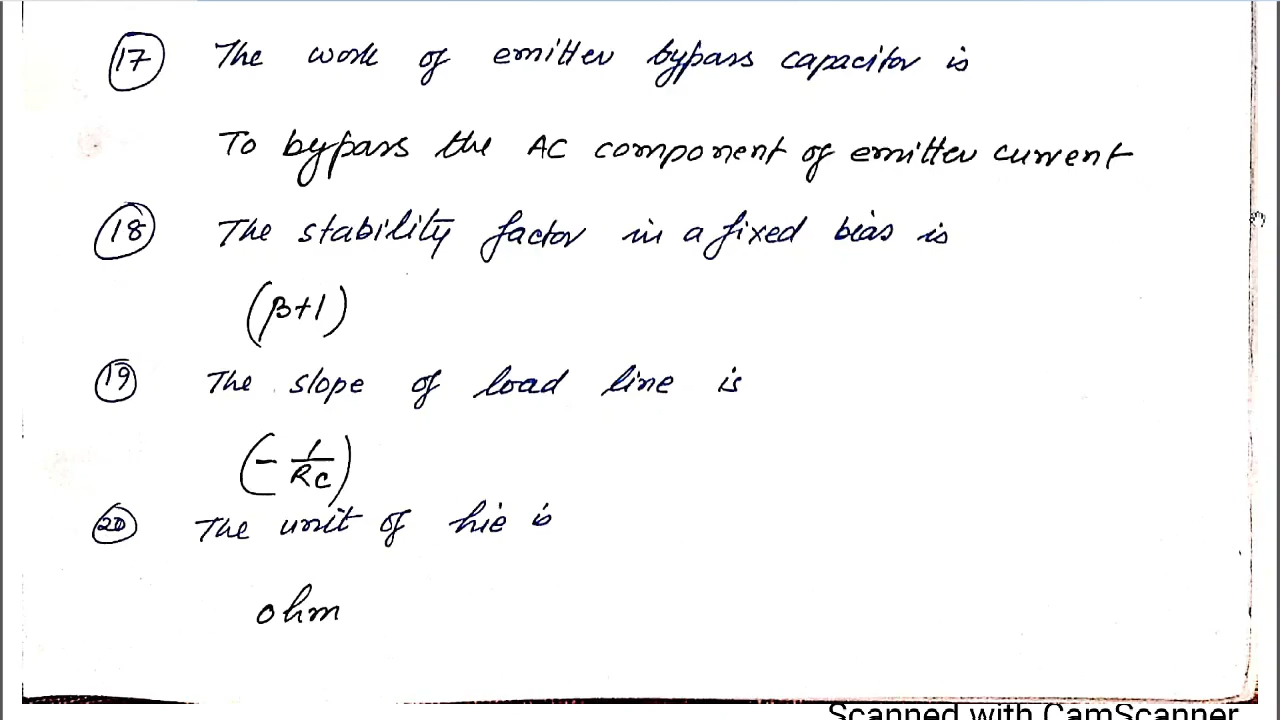 17 The work of emitter bypass capacitor is
To bypass the AC component of emitter current
18 The stability factor in a fixed bias is
(β+1)
19 The slope of load line is
(- 1/RC)
20 The unit of hie is
ohm
Scanned with CamScanner